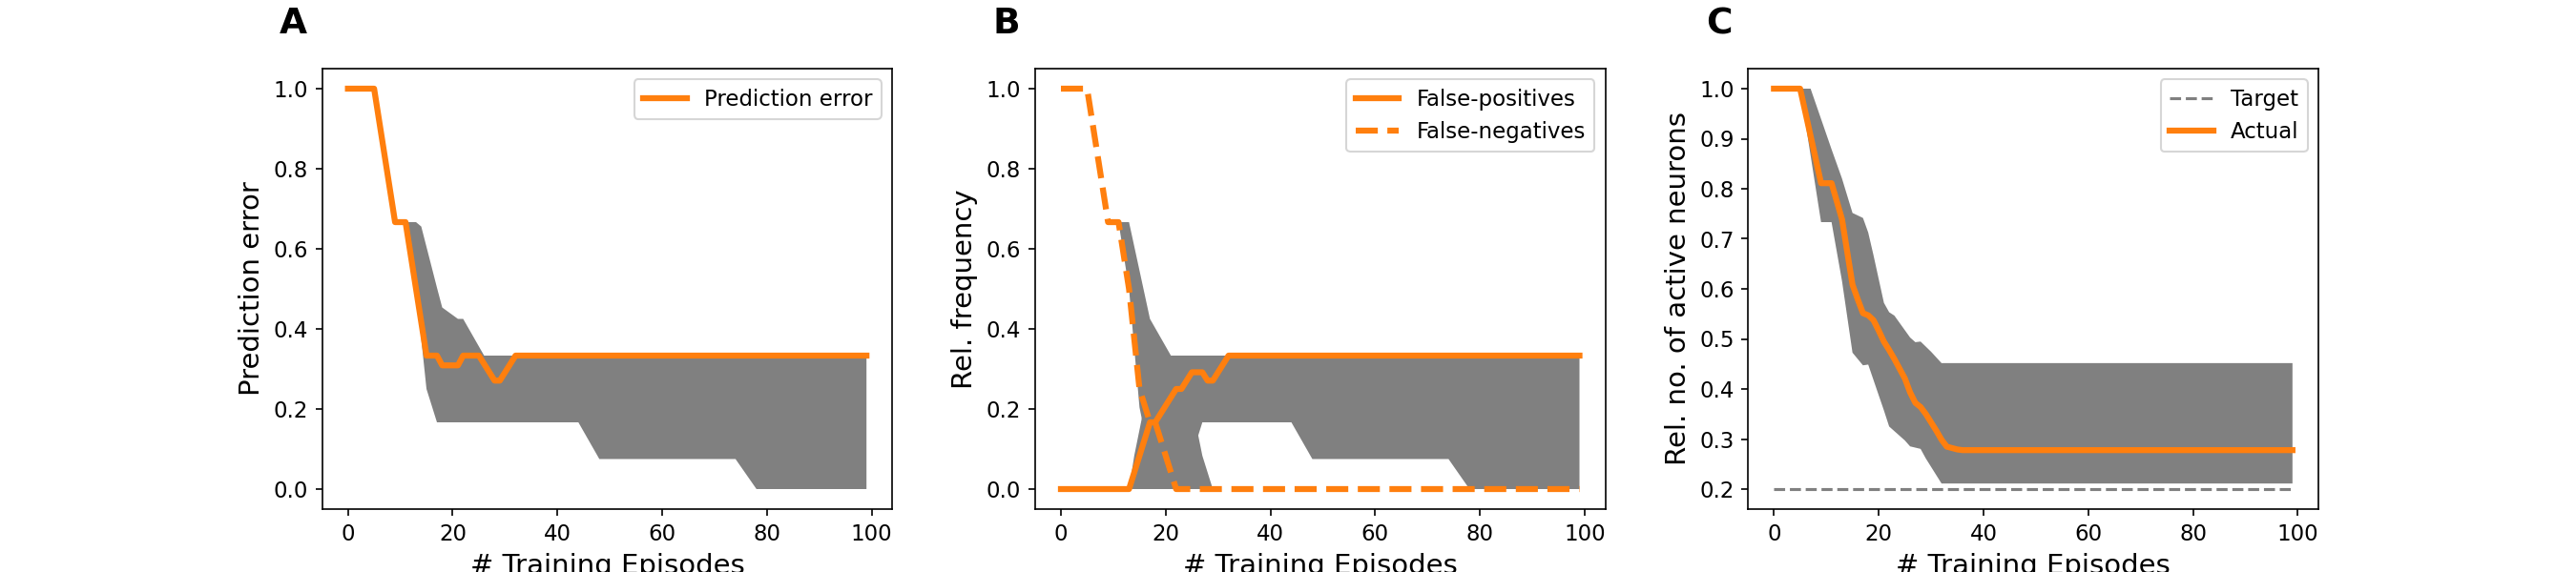 A
Prediction error
1.0
0.8
0.6
0.4
0.2
0.0
Prediction error
0
20
40
60
80
100
# Training Episodes
B
Rel. frequency
1.0
0.8
0.6
0.4
0.2
0.0
False-positives
False-negatives
0
20
40
60
80
100
# Training Episodes
C
Rel. no. of active neurons
1.0
0.9
0.8
0.7
0.6
0.5
0.4
0.3
0.2
Target
Actual
0
20
40
60
80
100
# Training Episodes